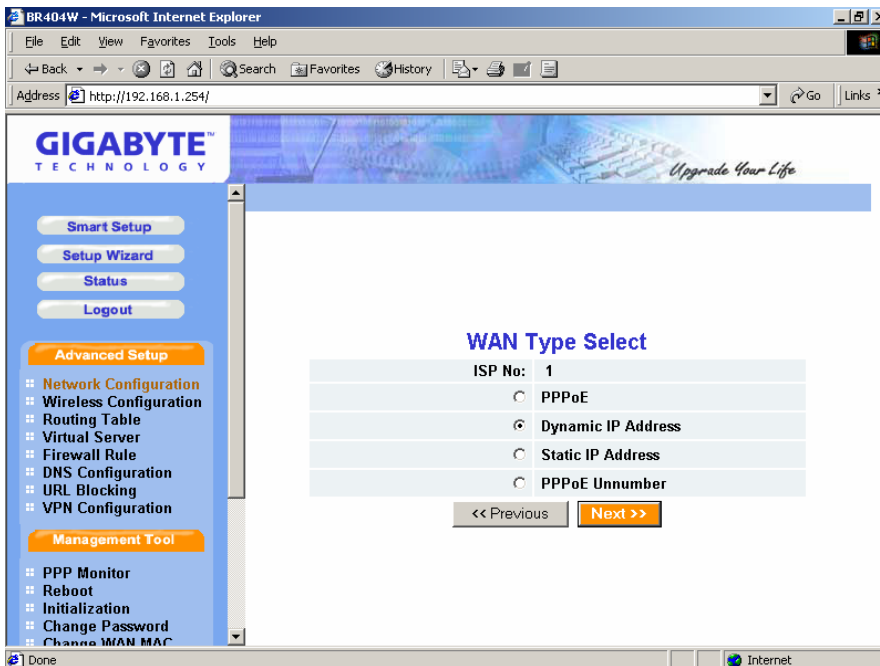 BR404W - Microsoft Internet Explorer
File Edit View Favorites Tools Help
Back Search Favorites History
Address http://192.168.1.254/ Go Links
GIGABYTE™
TECHNOLOGY
Upgrade Your Life
Smart Setup
Setup Wizard
Status
Logout
Advanced Setup
Network Configuration
Wireless Configuration
Routing Table
Virtual Server
Firewall Rule
DNS Configuration
URL Blocking
VPN Configuration
Management Tool
PPP Monitor
Reboot
Initialization
Change Password
Change WAN MAC
WAN Type Select
ISP No: 1
PPPoE
Dynamic IP Address
Static IP Address
PPPoE Unnumber
<< Previous Next >>
Done Internet